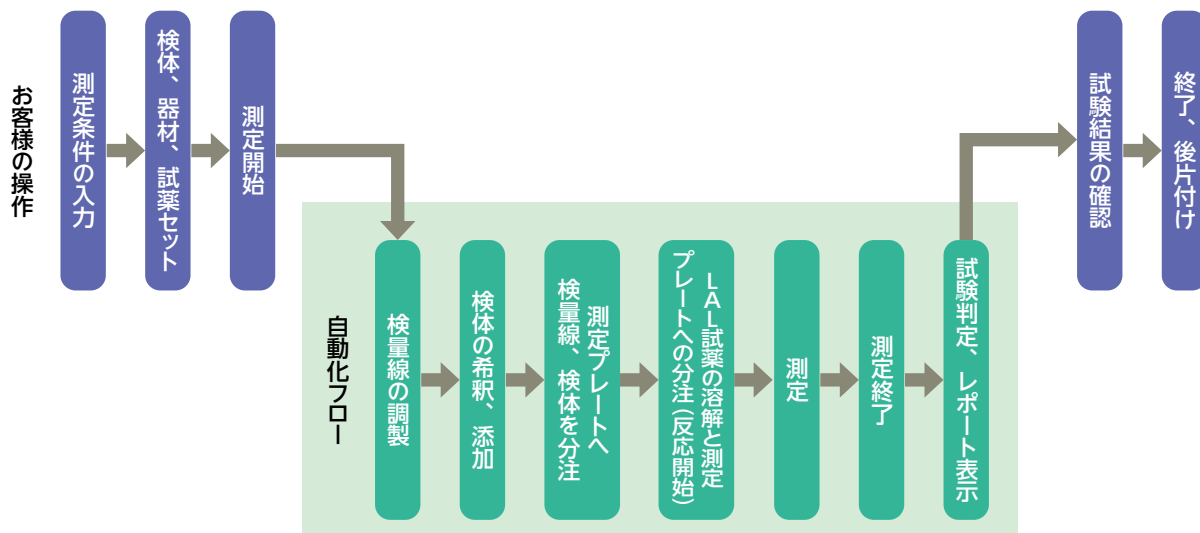 お客様の操作
測定条件の入力
検体、器材、試薬セット
測定開始
自動化フロー
検量線の調製
検体の希釈、添加
測定プレートへ
検量線、検体を分注
LAL試薬の溶解と測定
プレートへの分注(反応開始)
測定
測定終了
試験判定、レポート表示
試験結果の確認
終了、後片付け